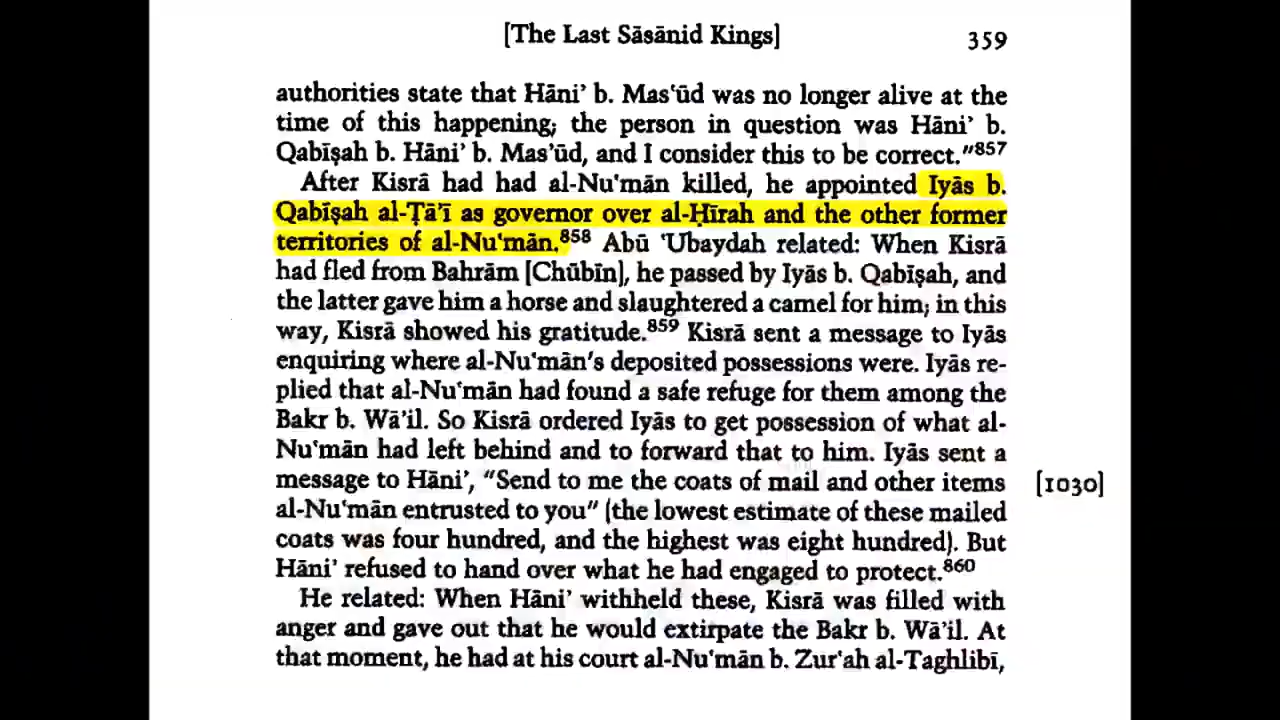 [The Last Sāsānid Kings] 359
authorities state that Hāni’ b. Mas‘ūd was no longer alive at the
time of this happening; the person in question was Hāni’ b.
Qabīṣah b. Hāni’ b. Mas‘ūd, and I consider this to be correct."857
After Kisrā had had al-Nu‘mān killed, he appointed Iyās b.
Qabīṣah al-Ṭā’ī as governor over al-Ḥīrah and the other former
territories of al-Nu‘mān.858 Abū ‘Ubaydah related: When Kisrā
had fled from Bahrām [Chūbīn], he passed by Iyās b. Qabīṣah, and
the latter gave him a horse and slaughtered a camel for him; in this
way, Kisrā showed his gratitude.859 Kisrā sent a message to Iyās
enquiring where al-Nu‘mān’s deposited possessions were. Iyās re-
plied that al-Nu‘mān had found a safe refuge for them among the
Bakr b. Wā’il. So Kisrā ordered Iyās to get possession of what al-
Nu‘mān had left behind and to forward that to him. Iyās sent a
message to Hāni’, "Send to me the coats of mail and other items [1030]
al-Nu‘mān entrusted to you" (the lowest estimate of these mailed
coats was four hundred, and the highest was eight hundred). But
Hāni’ refused to hand over what he had engaged to protect.860
He related: When Hāni’ withheld these, Kisrā was filled with
anger and gave out that he would extirpate the Bakr b. Wā’il. At
that moment, he had at his court al-Nu‘mān b. Zur‘ah al-Taghlibī,